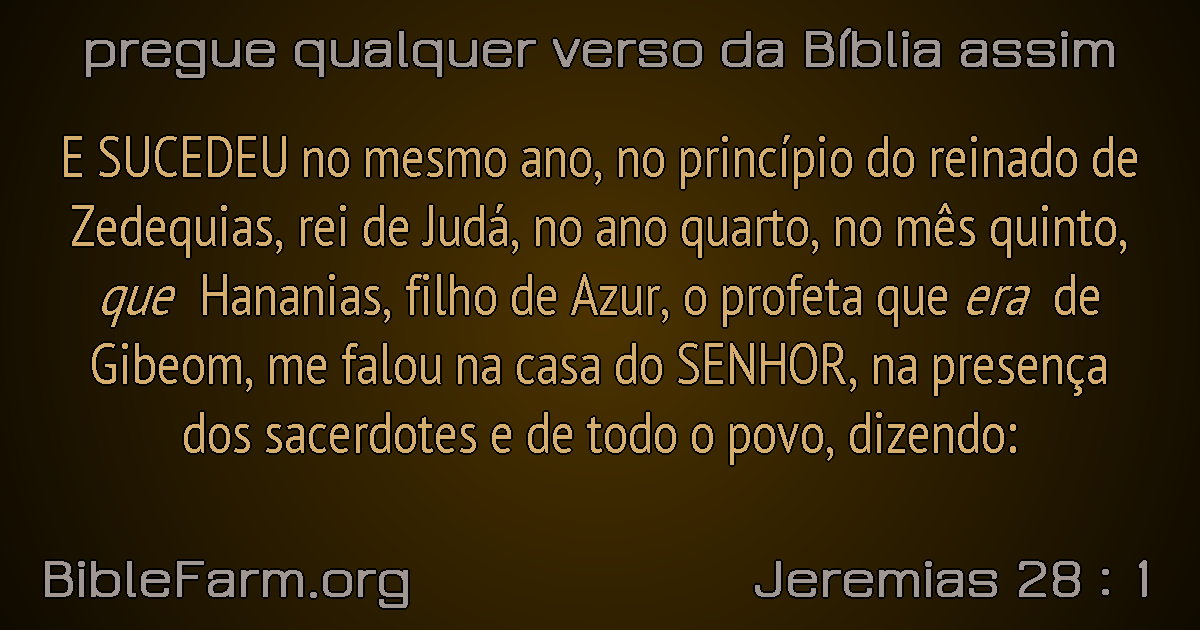 pregue qualquer verso da Bíblia assim
E SUCEDEU no mesmo ano, no princípio do reinado de
Zedequias, rei de Judá, no ano quarto, no mês quinto,
que Hananias, filho de Azur, o profeta que era de
Gibeom, me falou na casa do SENHOR, na presença
dos sacerdotes e de todo o povo, dizendo:
BibleFarm.org
Jeremias 28 : 1